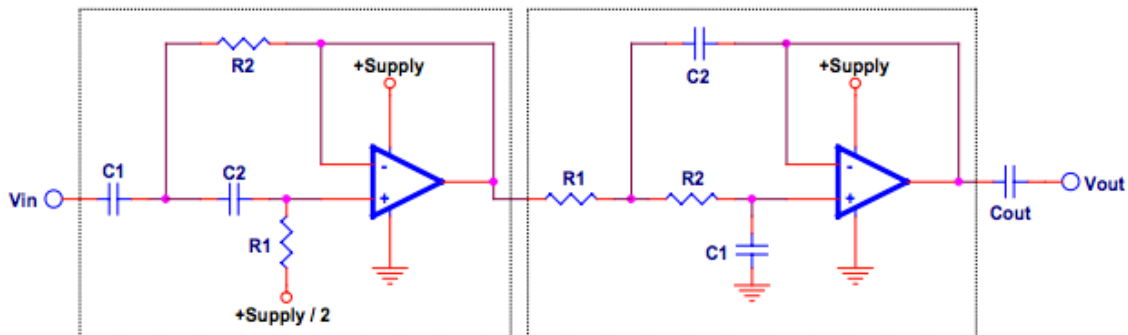 R2
+Supply
C1
C2
-
+
Vin
R1
+Supply / 2
C2
+Supply
R1
R2
-
+
C1
Cout
Vout